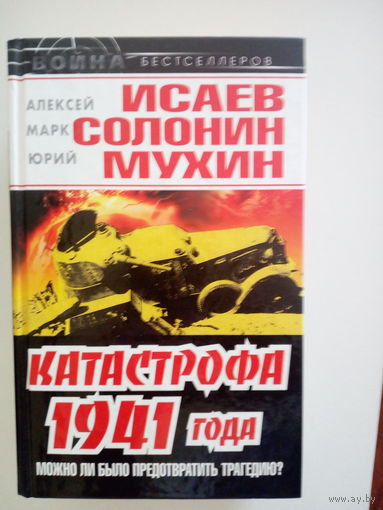 ВОЙНА БЕСТСЕЛЛЕРОВ
АЛЕКСЕЙ ИСАЕВ
МАРК СОЛОНИН
ЮРИЙ МУХИН
КАТАСТРОФА
1941 ГОДА
МОЖНО ЛИ БЫЛО ПРЕДОТВРАТИТЬ ТРАГЕДИЮ?
www.ay.by